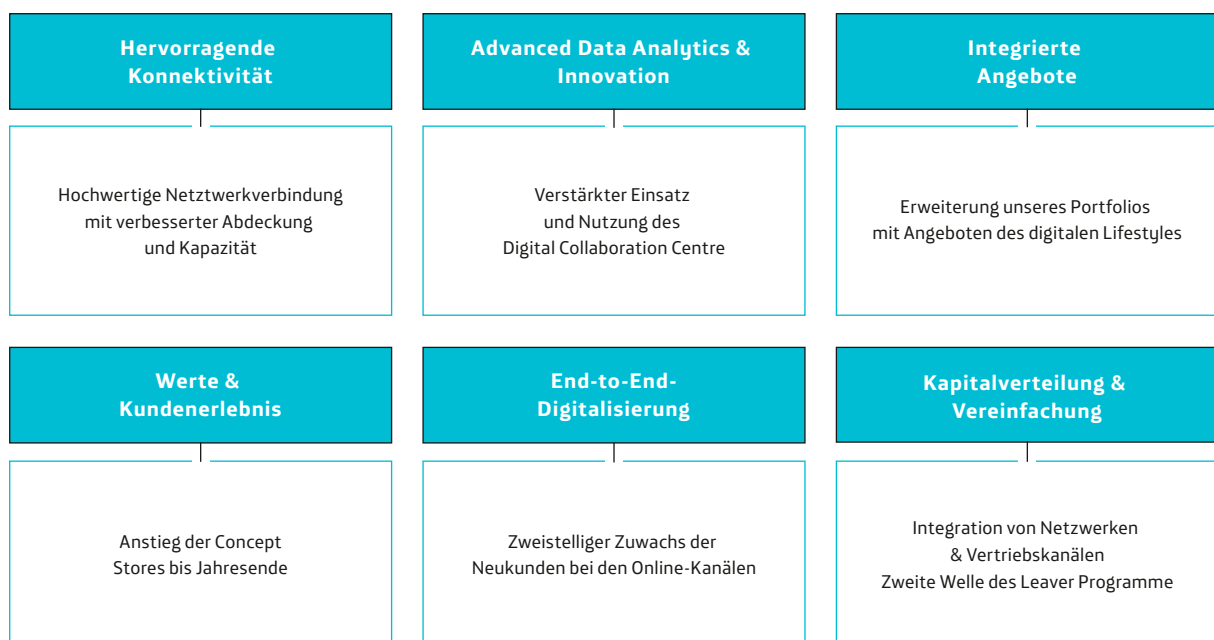 Hervorragende
Konnektivität
Hochwertige Netztwerkverbindung
mit verbesserter Abdeckung
und Kapazität
Advanced Data Analytics &
Innovation
Verstärkter Einsatz
und Nutzung des
Digital Collaboration Centre
Integrierte
Angebote
Erweiterung unseres Portfolios
mit Angeboten des digitalen Lifestyles
Werte &
Kundenerlebnis
Anstieg der Concept
Stores bis Jahresende
End-to-End-
Digitalisierung
Zweistelliger Zuwachs der
Neukunden bei den Online-Kanälen
Kapitalverteilung &
Vereinfachung
Integration von Netzwerken
& Vertriebskanälen
Zweite Welle des Leaver Programme